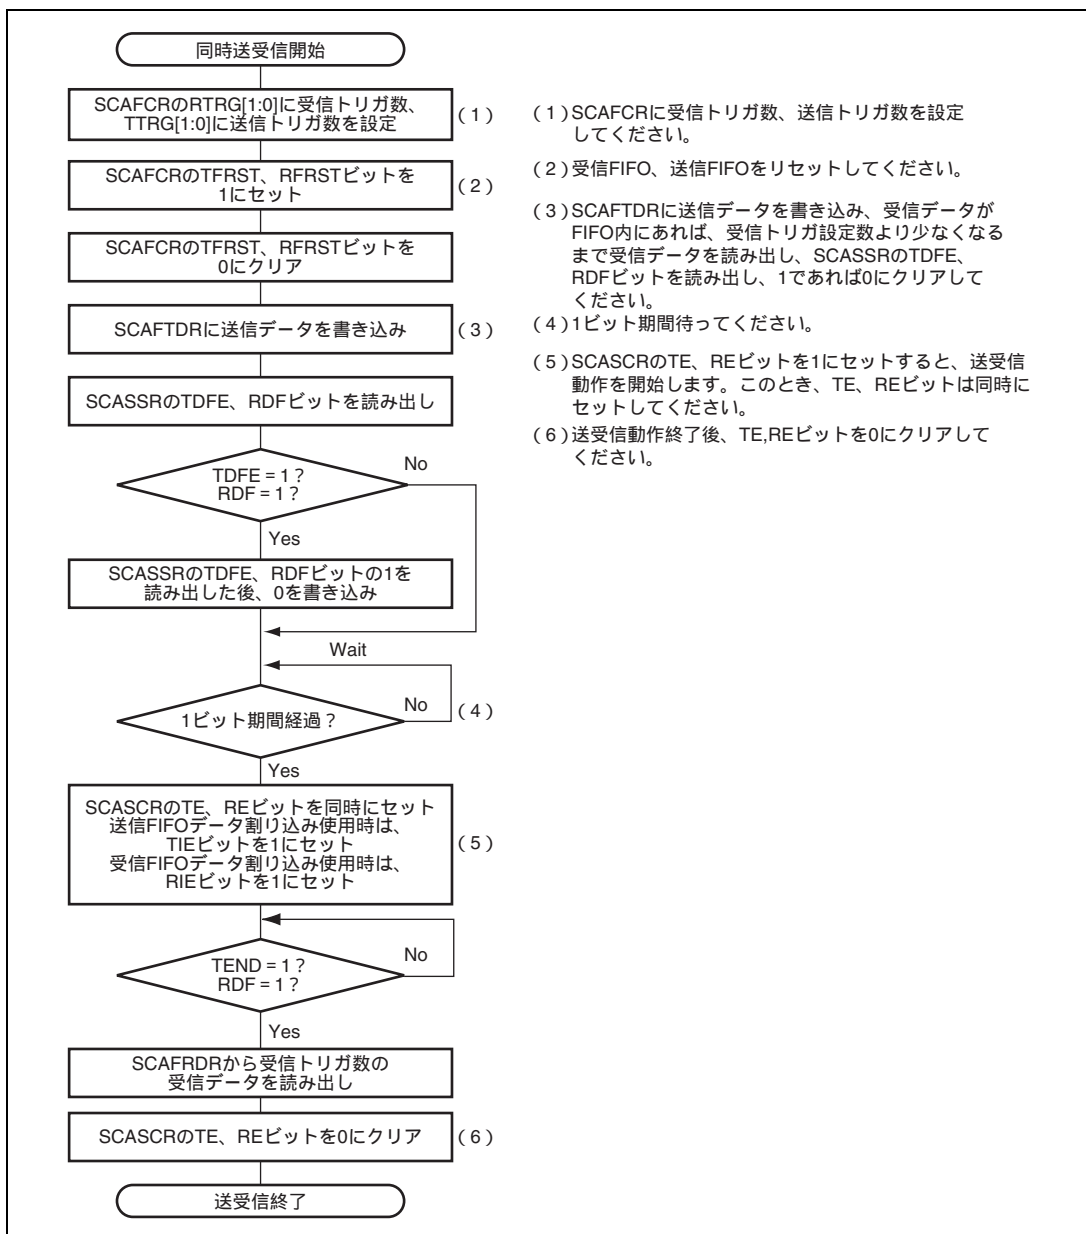 同時送受信開始
SCAFCRのRTRG[1:0]に受信トリガ数、
TTRG[1:0]に送信トリガ数を設定
(1)
SCAFCRのTFRST、RFRSTビットを
1にセット
(2)
SCAFCRのTFRST、RFRSTビットを
0にクリア
SCAFTDRに送信データを書き込み
(3)
SCASSRのTDFE、RDFビットを読み出し
TDFE = 1?
RDF = 1?
No
Yes
SCASSRのTDFE、RDFビットの1を
読み出した後、0を書き込み
Wait
1ビット期間経過?
No
(4)
Yes
SCASCRのTE、REビットを同時にセット
送信FIFOデータ割り込み使用時は、
TIEビットを1にセット
受信FIFOデータ割り込み使用時は、
RIEビットを1にセット
(5)
TEND = 1?
RDF = 1?
No
Yes
SCAFRDRから受信トリガ数の
受信データを読み出し
SCASCRのTE、REビットを0にクリア
(6)
送受信終了
(1)SCAFCRに受信トリガ数、送信トリガ数を設定
してください。
(2)受信FIFO、送信FIFOをリセットしてください。
(3)SCAFTDRに送信データを書き込み、受信データが
FIFO内にあれば、受信トリガ設定数より少なくなる
まで受信データを読み出し、SCASSRのTDFE、
RDFビットを読み出し、1であれば0にクリアして
ください。
(4)1ビット期間待ってください。
(5)SCASCRのTE、REビットを1にセットすると、送受信
動作を開始します。このとき、TE、REビットは同時に
セットしてください。
(6)送受信動作終了後、TE,REビットを0にクリアして
ください。